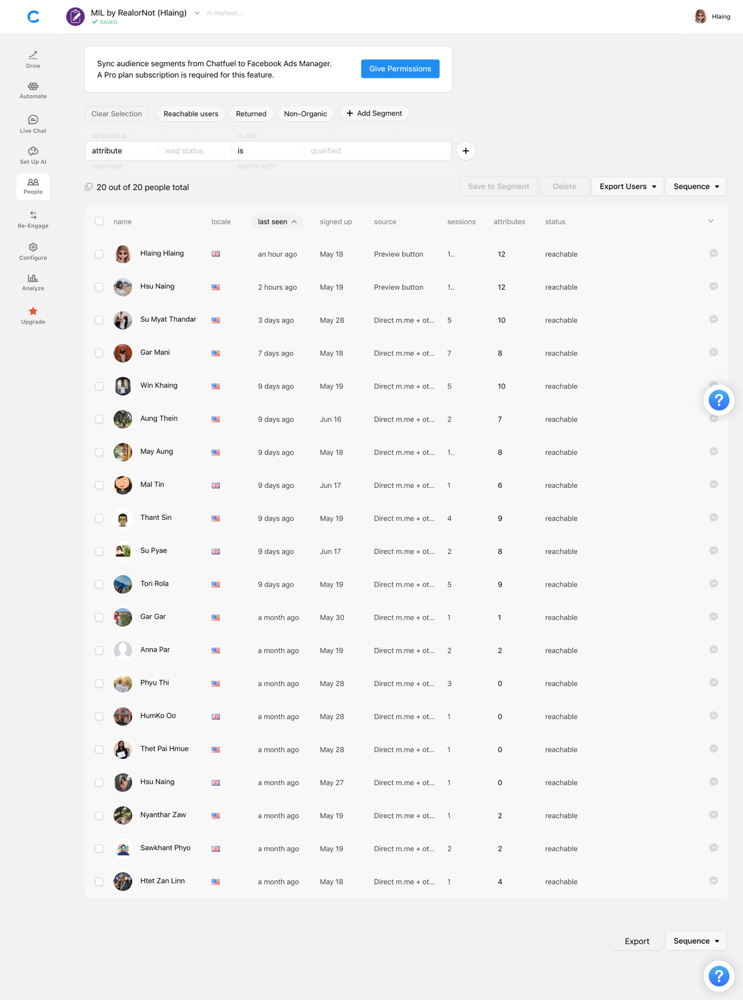 MIL by RealorNot (Hlaing) m.me/testi...
SAVED
Hlaing
Grow
Automate
Live Chat
Set Up AI
People
Re-Engage
Configure
Analyze
Upgrade
Sync audience segments from Chatfuel to Facebook Ads Manager.
A Pro plan subscription is required for this feature.
Give Permissions
Clear Selection Reachable users Returned Non-Organic + Add Segment
sequence is not
attribute lead status is qualified +
segment starts with
20 out of 20 people total Save to Segment Delete Export Users Sequence
name locale last seen signed up source sessions attributes status
Hlaing Hlaing an hour ago May 18 Preview button 1... 12 reachable
Hsu Naing 2 hours ago May 19 Preview button 1... 12 reachable
Su Myat Thandar 3 days ago May 28 Direct m.me + ot... 5 10 reachable
Gar Mani 7 days ago May 18 Direct m.me + ot... 7 8 reachable
Win Khaing 9 days ago May 19 Direct m.me + ot... 5 10 reachable
?
Aung Thein 9 days ago Jun 16 Direct m.me + ot... 2 7 reachable
May Aung 9 days ago May 18 Direct m.me + ot... 1.. 8 reachable
Mal Tin 9 days ago Jun 17 Direct m.me + ot... 1 6 reachable
Thant Sin 9 days ago May 19 Direct m.me + ot... 4 9 reachable
Su Pyae 9 days ago Jun 17 Direct m.me + ot... 2 8 reachable
Tori Rola 9 days ago May 19 Direct m.me + ot... 5 9 reachable
Gar Gar a month ago May 30 Direct m.me + ot... 1 1 reachable
Anna Par a month ago May 19 Direct m.me + ot... 2 2 reachable
Phyu Thi a month ago May 28 Direct m.me + ot... 3 0 reachable
HumKo Oo a month ago May 28 Direct m.me + ot... 1 0 reachable
Thet Pai Hmue a month ago May 28 Direct m.me + ot... 1 0 reachable
Hsu Naing a month ago May 27 Direct m.me + ot... 1 0 reachable
Nyanthar Zaw a month ago May 19 Direct m.me + ot... 1 2 reachable
Sawkhant Phyo a month ago May 19 Direct m.me + ot... 2 2 reachable
Htet Zan Linn a month ago May 18 Direct m.me + ot... 1 4 reachable
Export Sequence
?